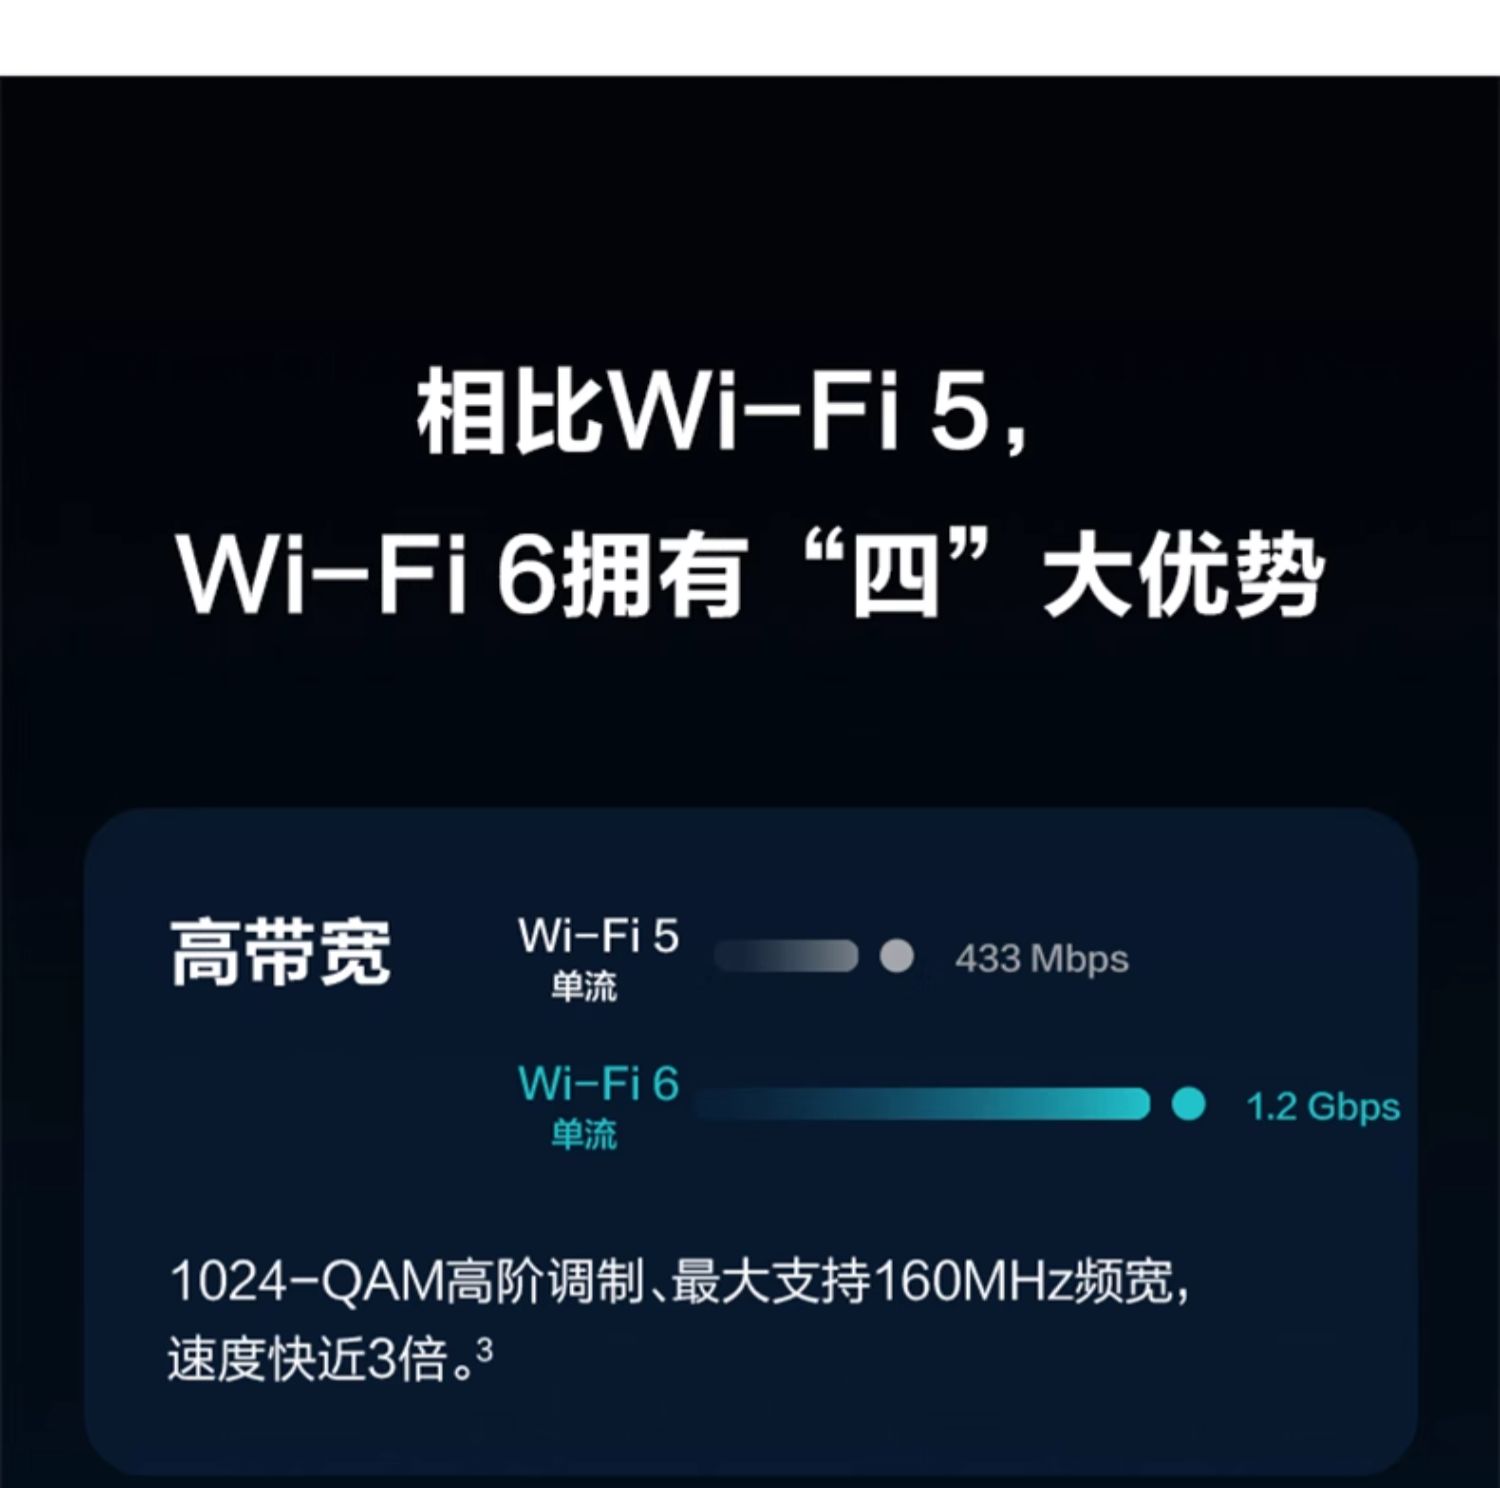 相比Wi-Fi 5，
Wi-Fi 6拥有“四”大优势
高带宽
Wi-Fi 5
单流
433 Mbps
Wi-Fi 6
单流
1.2 Gbps
1024-QAM高阶调制、最大支持160MHz频宽，
速度快近3倍。³